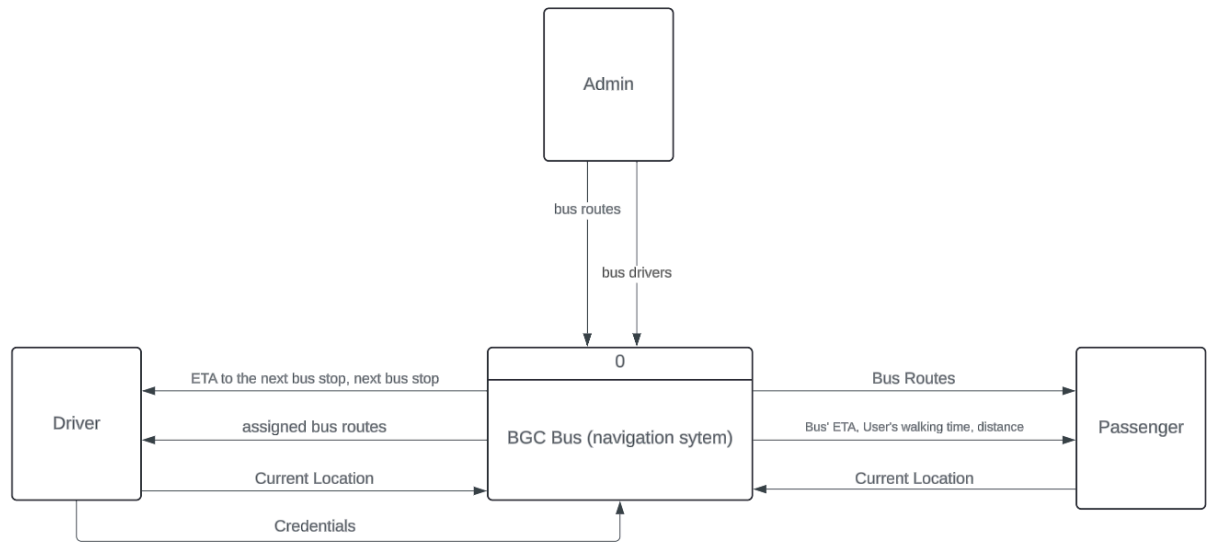 Admin
bus routes
bus drivers
0
ETA to the next bus stop, next bus stop
Bus Routes
Driver
assigned bus routes
BGC Bus (navigation sytem)
Bus' ETA, User's walking time, distance
Passenger
Current Location
Current Location
Credentials